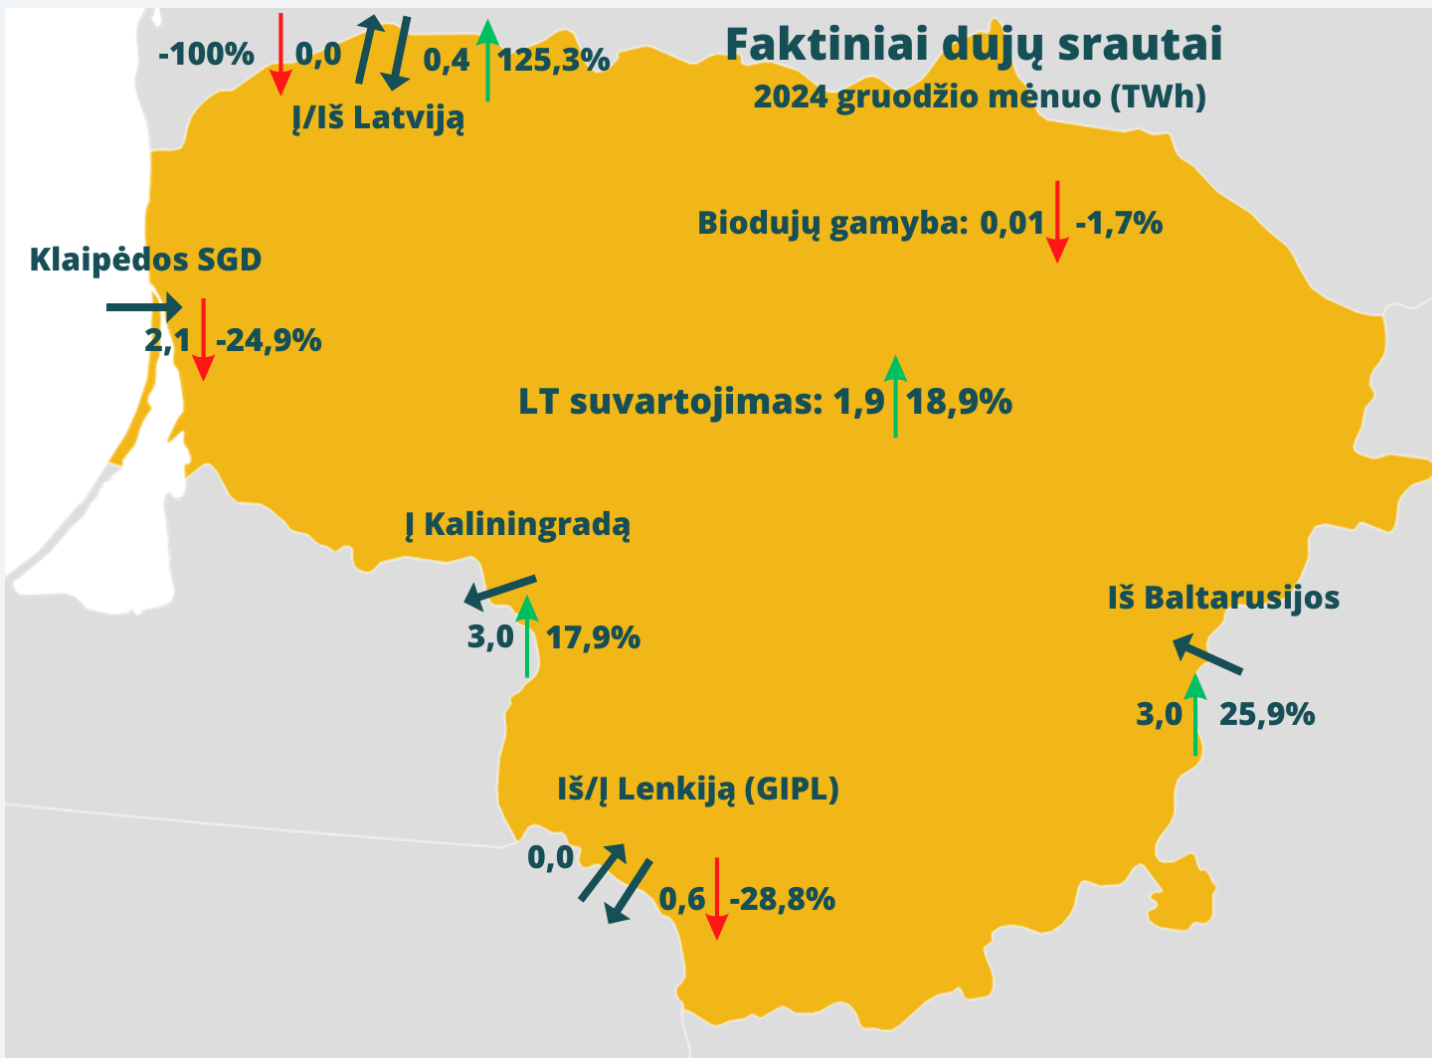 Faktiniai dujų srautai
2024 gruodžio mėnuo (TWh)
-100% 0,0 0,4 125,3%
Į/Iš Latviją
Biodujų gamyba: 0,01 -1,7%
Klaipėdos SGD
2,1 -24,9%
LT suvartojimas: 1,9 18,9%
Į Kaliningradą
3,0 17,9%
Iš Baltarusijos
3,0 25,9%
Iš/Į Lenkiją (GIPL)
0,0
0,6 -28,8%